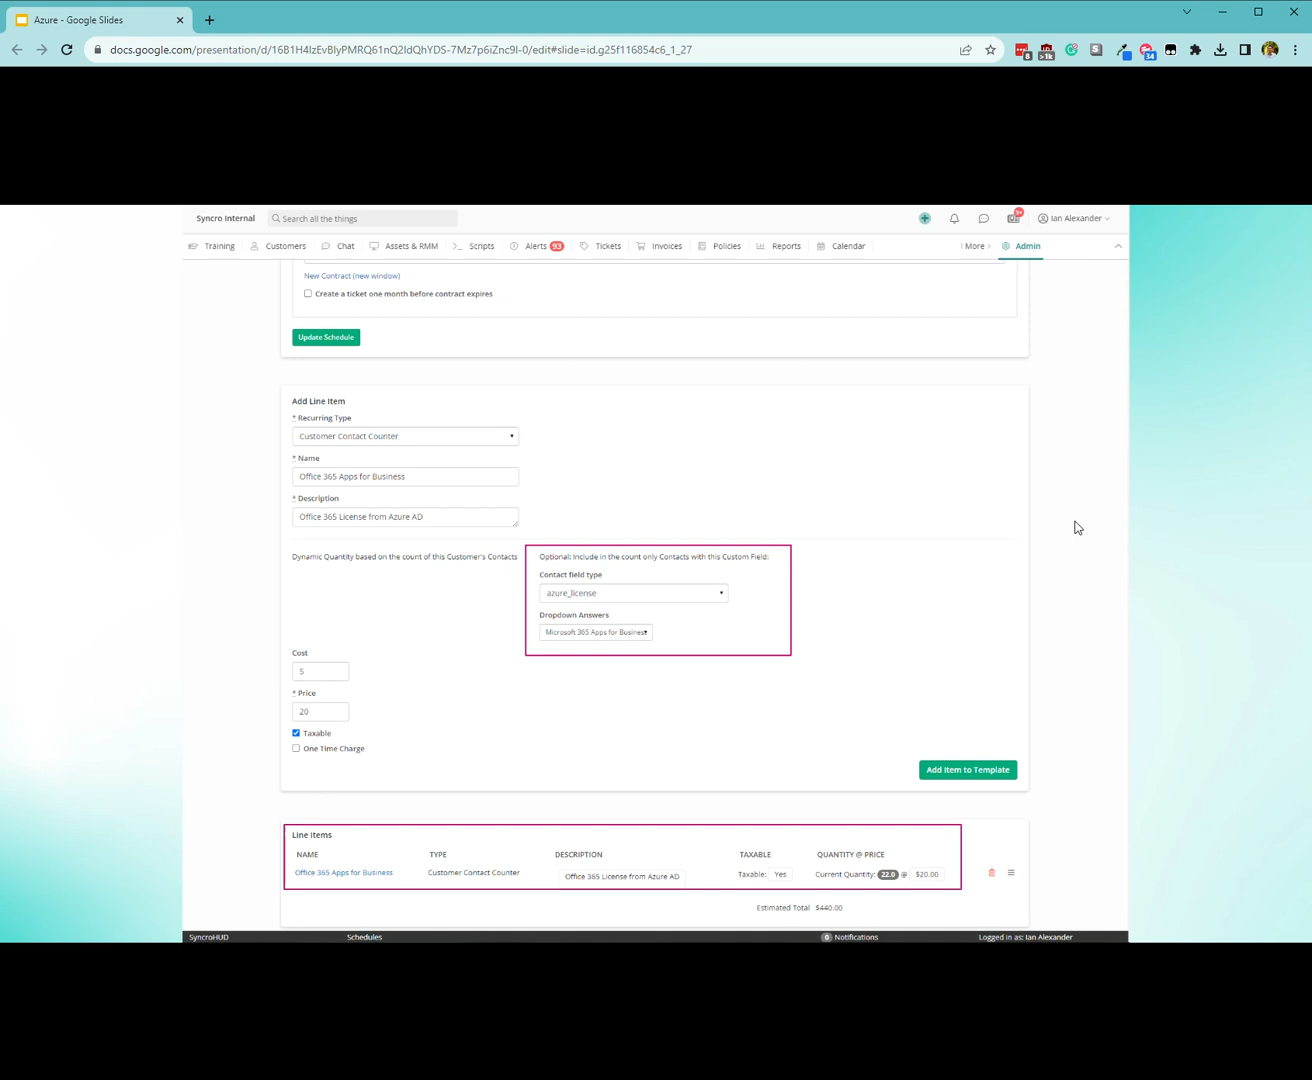 Azure - Google Slides
docs.google.com/presentation/d/16B1H4IzEvBlyPMRQ61nQ2ldQhYDS-7Mz7p6iZnc9l-0/edit#slide=id.g25f116854c6_1_27
8
>1k
34
Syncro Internal
Search all the things
5+
Ian Alexander
Training
Customers
Chat
Assets & RMM
Scripts
Alerts 93
Tickets
Invoices
Policies
Reports
Calendar
More
Admin
New Contract (new window)
Create a ticket one month before contract expires
Update Schedule
Add Line Item
* Recurring Type
Customer Contact Counter
* Name
Office 365 Apps for Business
* Description
Office 365 License from Azure AD
Dynamic Quantity based on the count of this Customer's Contacts
Optional: Include in the count only Contacts with this Custom Field:
Contact field type
azure_license
Dropdown Answers
Microsoft 365 Apps for Business
Cost
5
* Price
20
Taxable
One Time Charge
Add Item to Template
Line Items
NAME TYPE DESCRIPTION TAXABLE QUANTITY @ PRICE
Office 365 Apps for Business Customer Contact Counter Office 365 License from Azure AD Taxable: Yes Current Quantity: 22.0 @ $20.00
Estimated Total $440.00
SyncroHUD Schedules 0 Notifications Logged in as: Ian Alexander